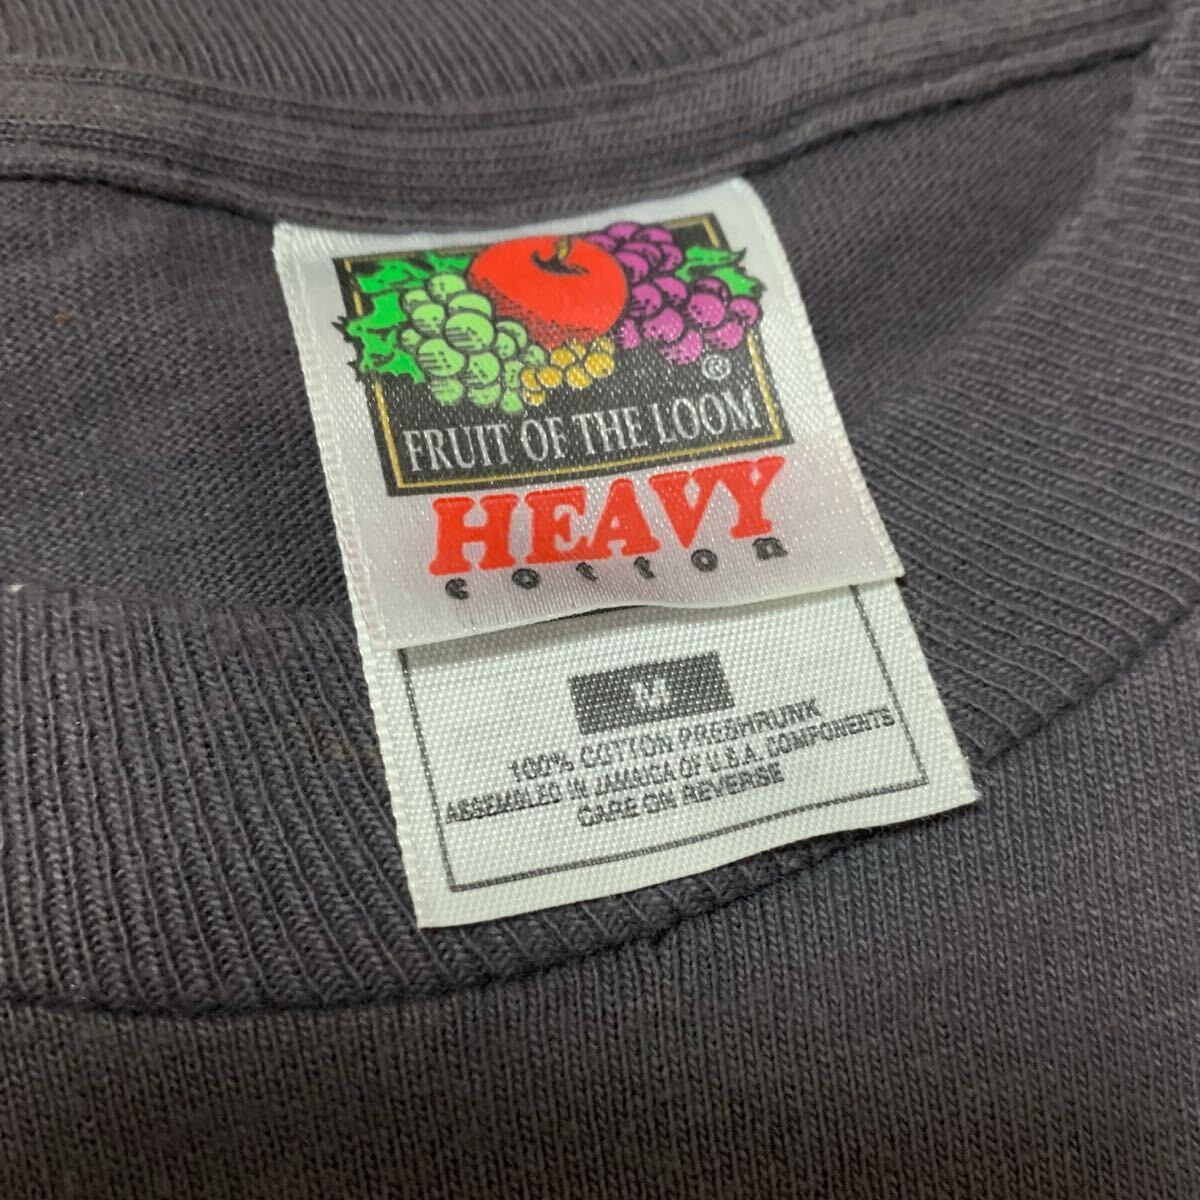 ®
FRUIT OF THE LOOM
HEAVY
cotton
M
100% COTTON PRESHRUNK
ASSEMBLED IN JAMAICA OF U.S.A. COMPONENTS
CARE ON REVERSE